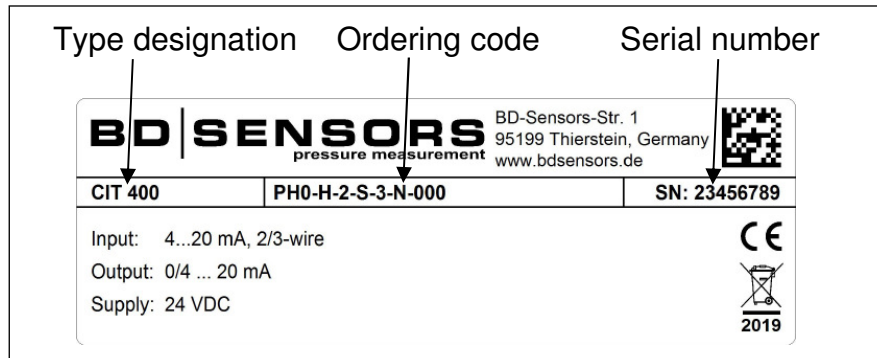 Type designation Ordering code Serial number
BD SENSORS
pressure measurement
BD-Sensors-Str. 1
95199 Thierstein, Germany
www.bdsensors.de
CIT 400 PH0-H-2-S-3-N-000 SN: 23456789
Input: 4...20 mA, 2/3-wire
Output: 0/4 ... 20 mA
Supply: 24 VDC
CE
2019